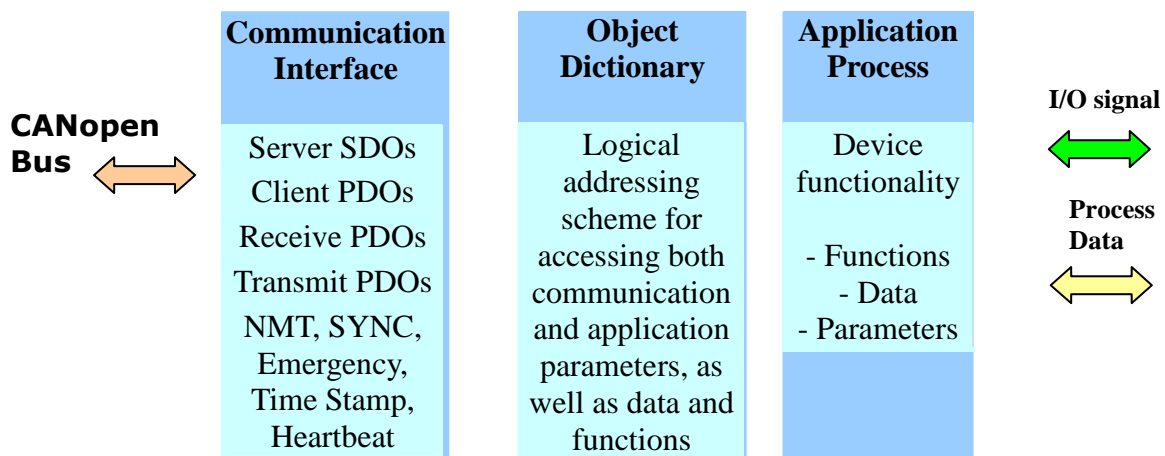 CANopen
Bus
Communication
Interface
Server SDOs
Client PDOs
Receive PDOs
Transmit PDOs
NMT, SYNC,
Emergency,
Time Stamp,
Heartbeat
Object
Dictionary
Logical
addressing
scheme for
accessing both
communication
and application
parameters, as
well as data and
functions
Application
Process
Device
functionality
- Functions
- Data
- Parameters
I/O signal
Process
Data